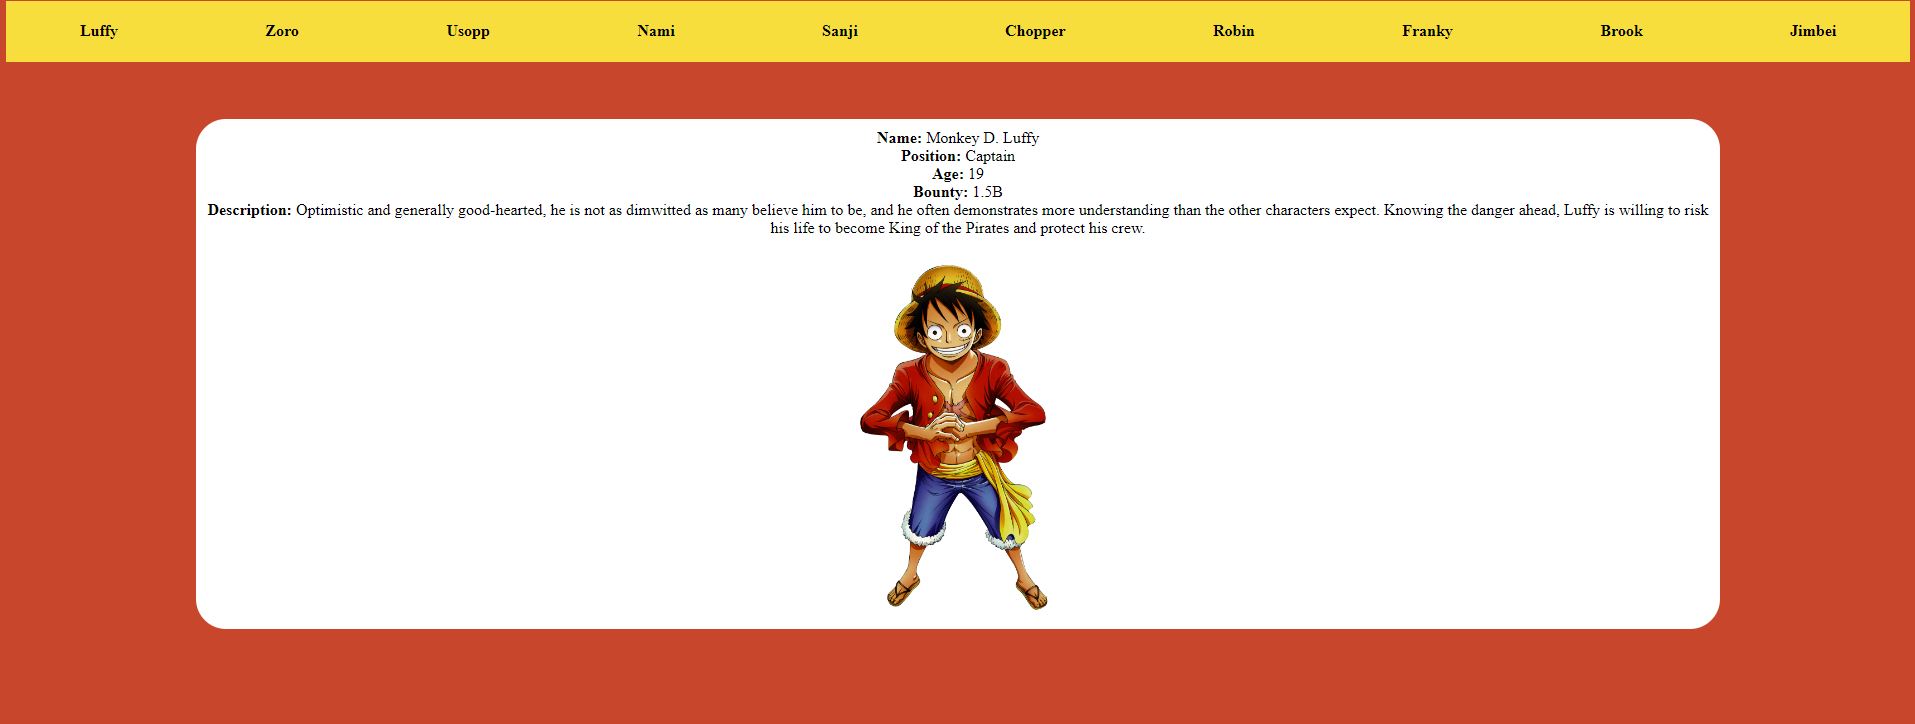 Luffy Zoro Usopp Nami Sanji Chopper Robin Franky Brook Jimbei
Name: Monkey D. Luffy
Position: Captain
Age: 19
Bounty: 1.5B
Description: Optimistic and generally good-hearted, he is not as dimwitted as many believe him to be, and he often demonstrates more understanding than the other characters expect. Knowing the danger ahead, Luffy is willing to risk
his life to become King of the Pirates and protect his crew.